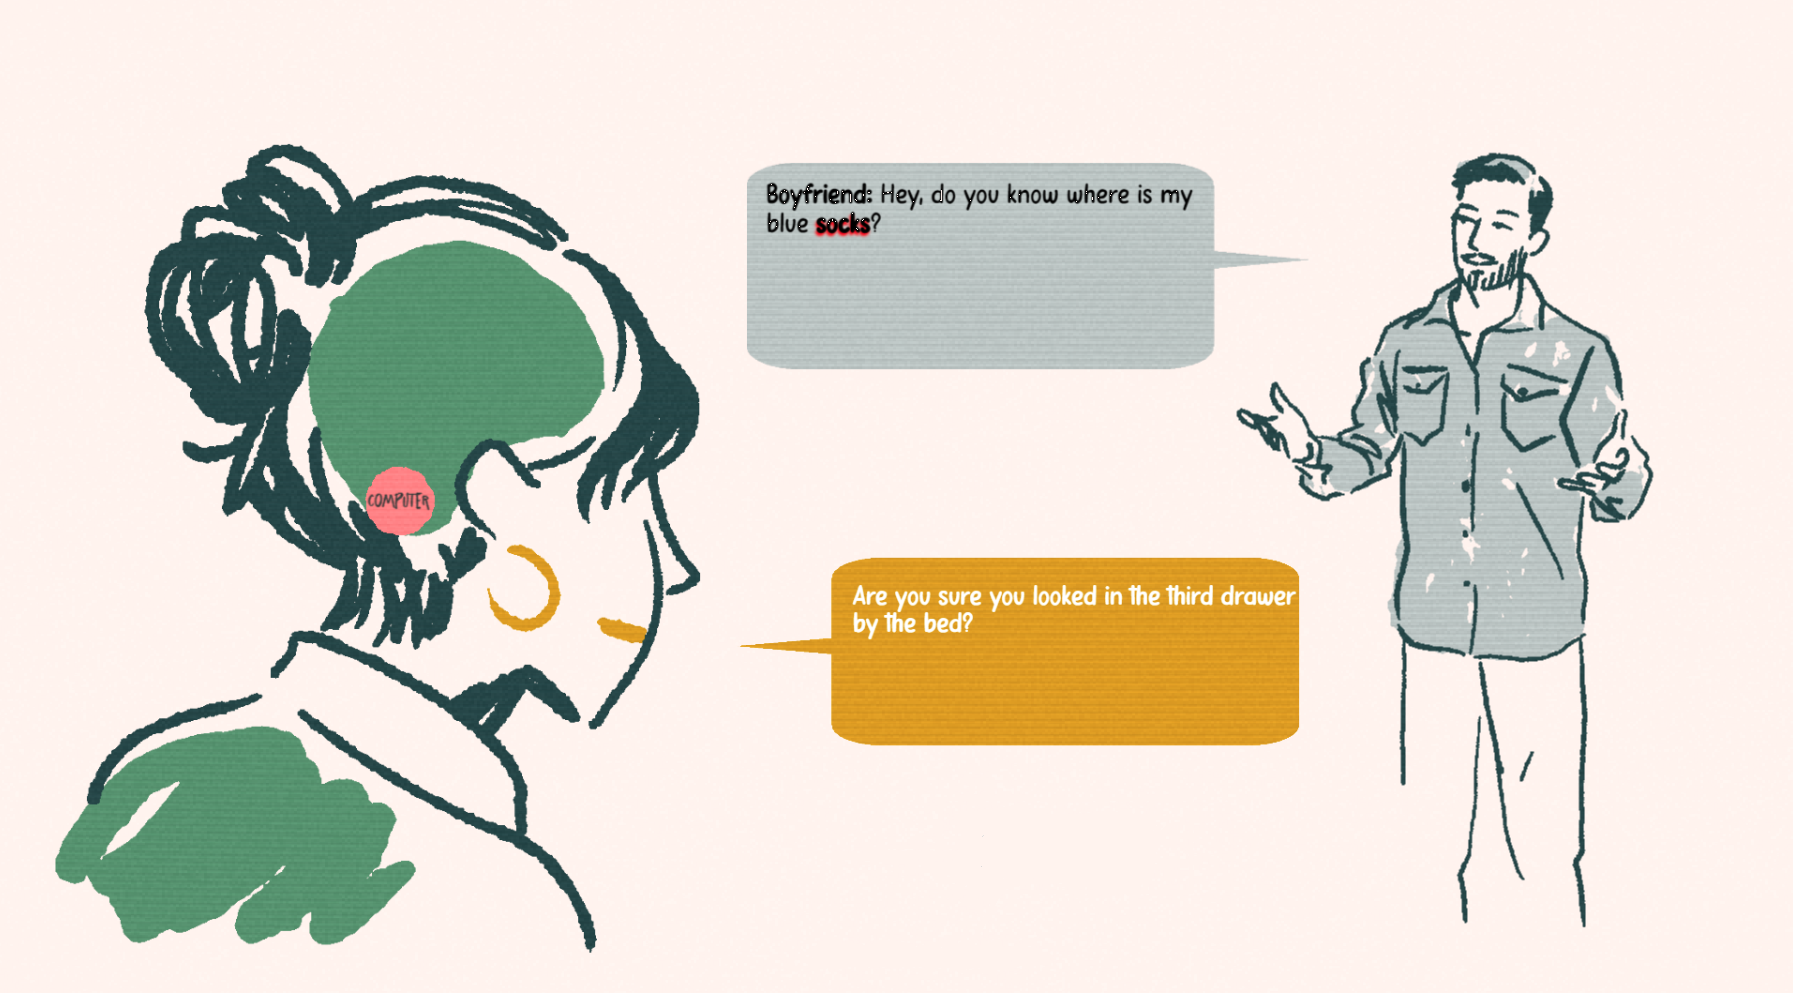 Boyfriend: Hey, do you know where is my
blue socks?
COMPUTER
Are you sure you looked in the third drawer
by the bed?